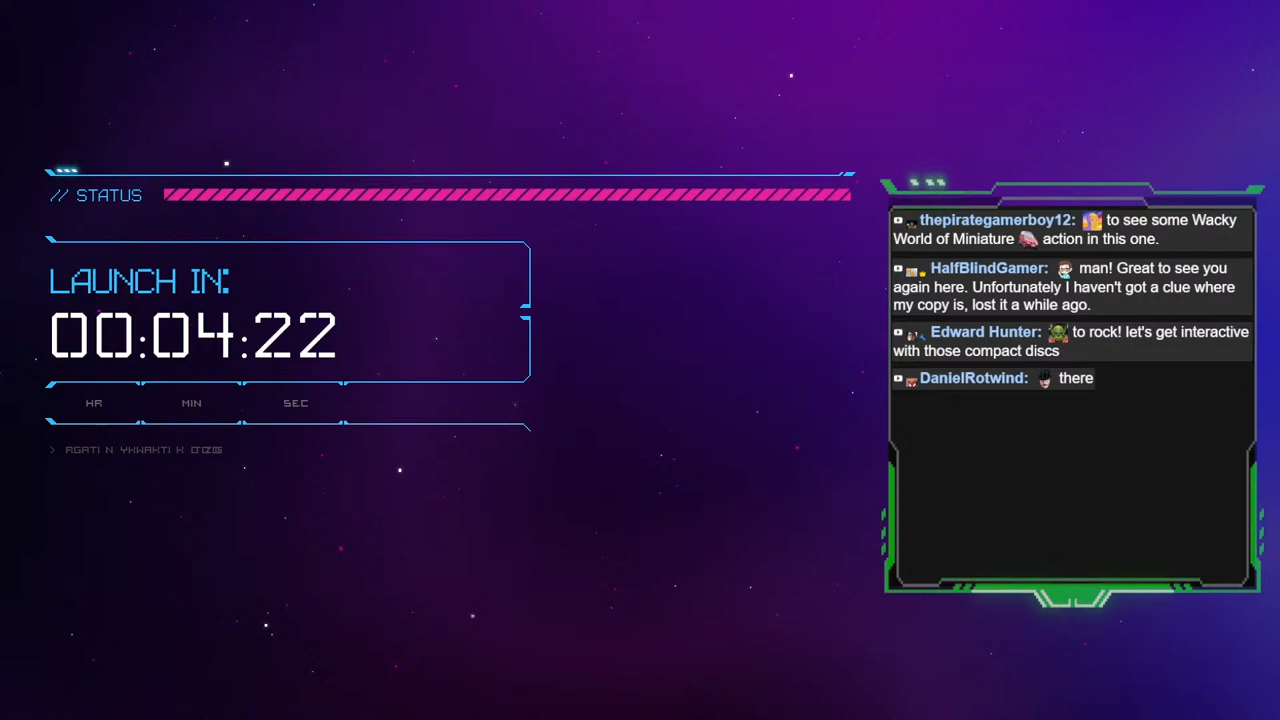 // STATUS
LAUNCH IN:
00:04:22
HR MIN SEC
thepirategamerboy12: to see some Wacky
World of Miniature action in this one.
HalfBlindGamer: man! Great to see you
again here. Unfortunately I haven't got a clue where
my copy is, lost it a while ago.
Edward Hunter: to rock! let's get interactive
with those compact discs
DanielRotwind: there